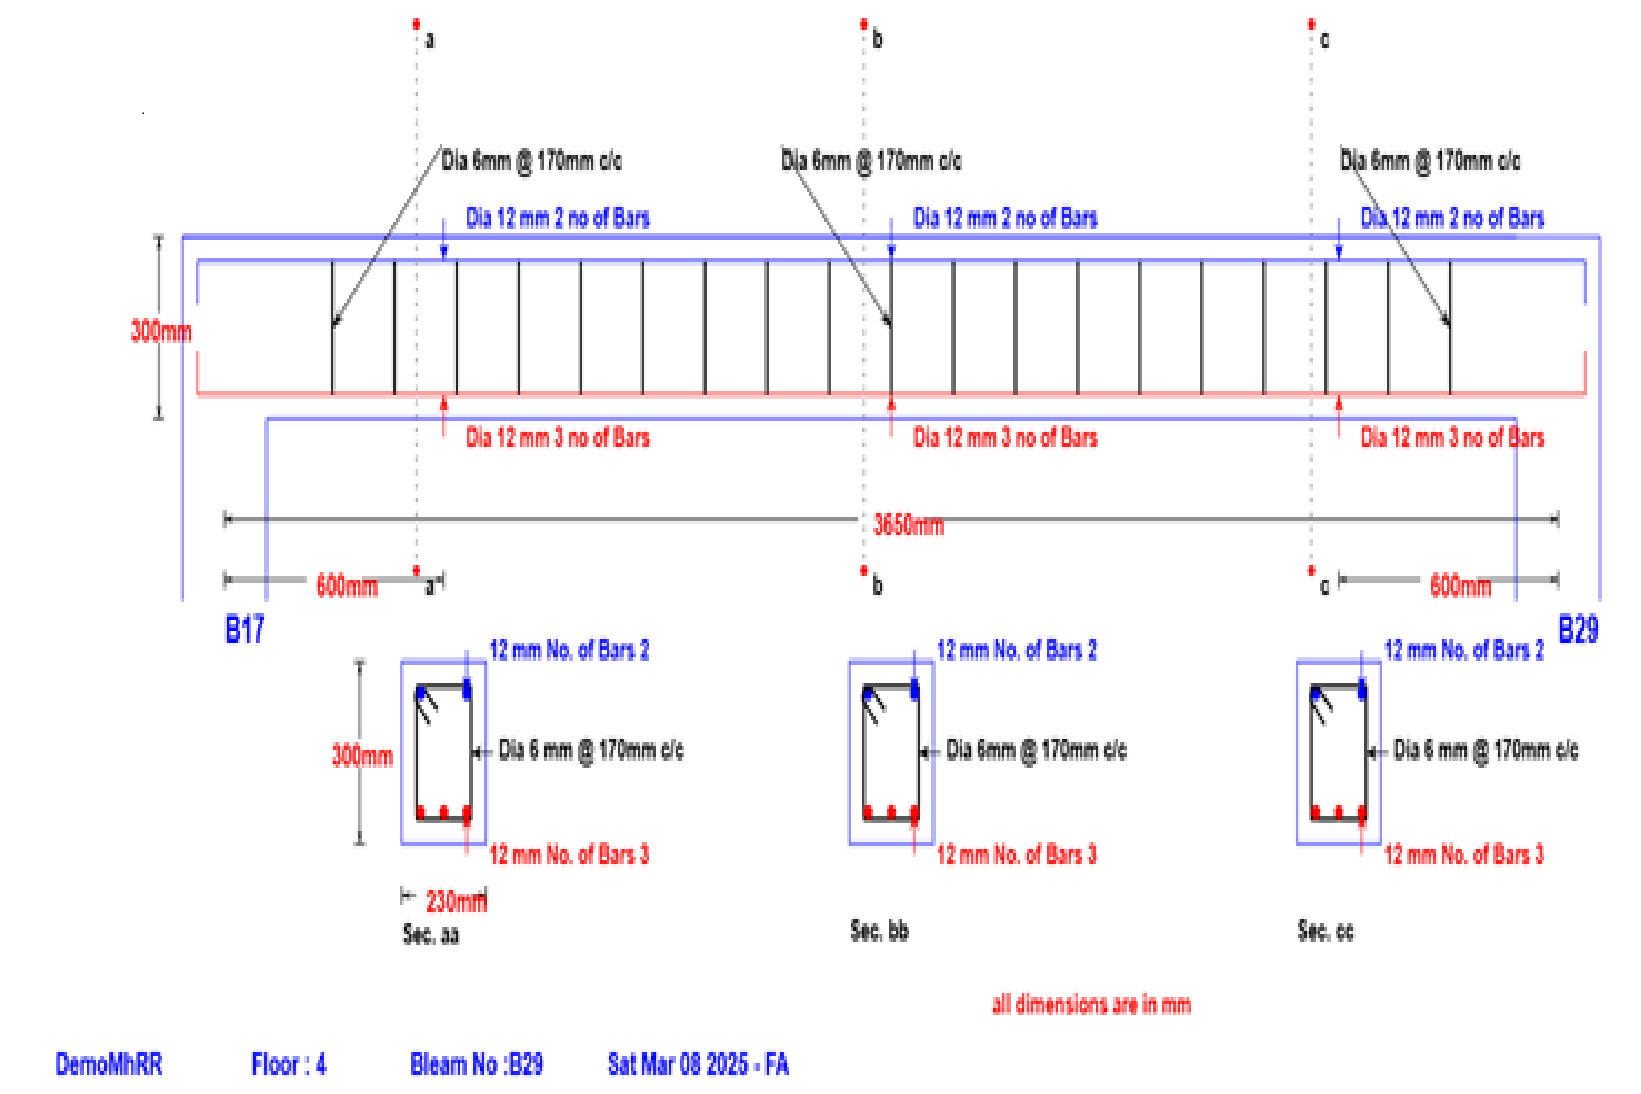 a b c
Dia 6mm @ 170mm c/c Dia 6mm @ 170mm c/c Dia 6mm @ 170mm c/c
Dia 12 mm 2 no of Bars Dia 12 mm 2 no of Bars Dia 12 mm 2 no of Bars
300mm
Dia 12 mm 3 no of Bars Dia 12 mm 3 no of Bars Dia 12 mm 3 no of Bars
3650mm
600mm a b c 600mm
B17 B29
12 mm No. of Bars 2 12 mm No. of Bars 2 12 mm No. of Bars 2
300mm Dia 6 mm @ 170mm c/c Dia 6mm @ 170mm c/c Dia 6 mm @ 170mm c/c
12 mm No. of Bars 3 12 mm No. of Bars 3 12 mm No. of Bars 3
230mm
Sec. aa Sec. bb Sec. cc
all dimensions are in mm
DemoMhRR Floor : 4 Bleam No :B29 Sat Mar 08 2025 - FA